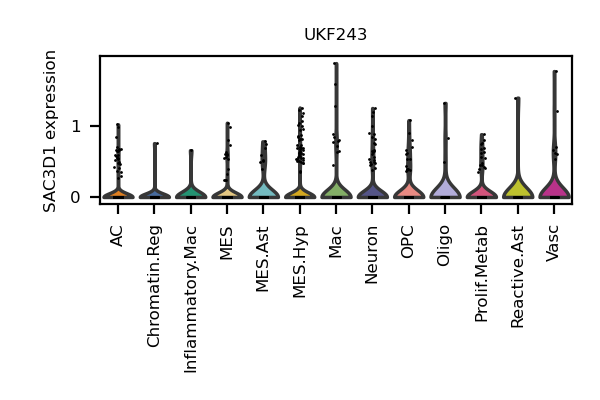 UKF243
SAC3D1 expression
1
0
AC
Chromatin.Reg
Inflammatory.Mac
MES
MES.Ast
MES.Hyp
Mac
Neuron
OPC
Oligo
Prolif.Metab
Reactive.Ast
Vasc